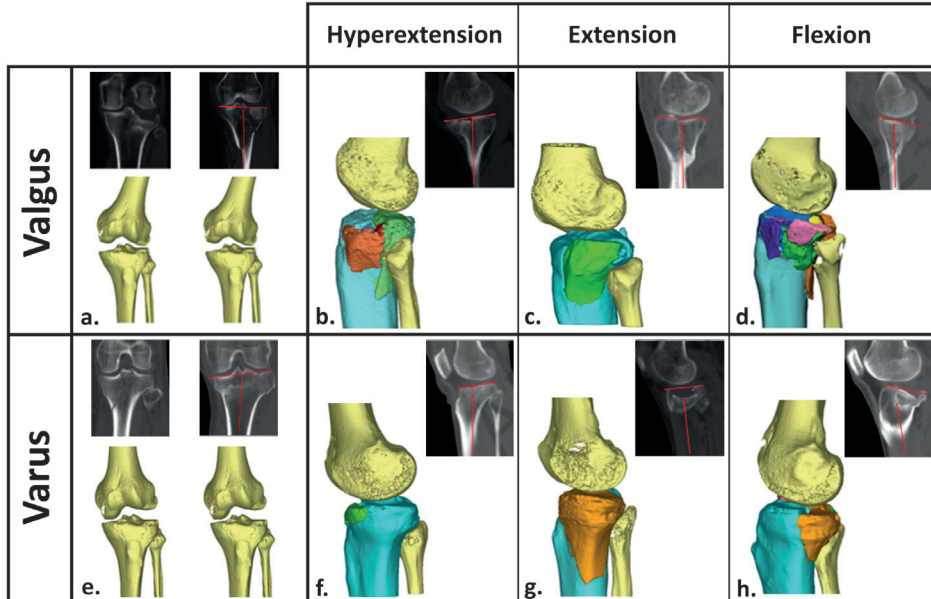 Hyperextension Extension Flexion
Valgus
a. b. c. d.
Varus
e. f. g. h.